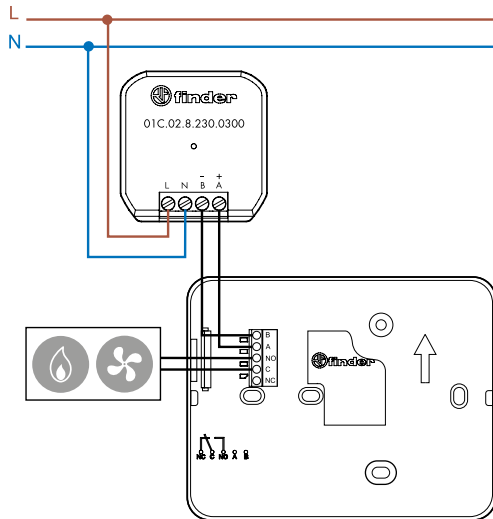 L
N
finder
01C.02.8.230.0300
- +
L N B A
B
A
NO
C
NC
finder
NC C NO A B